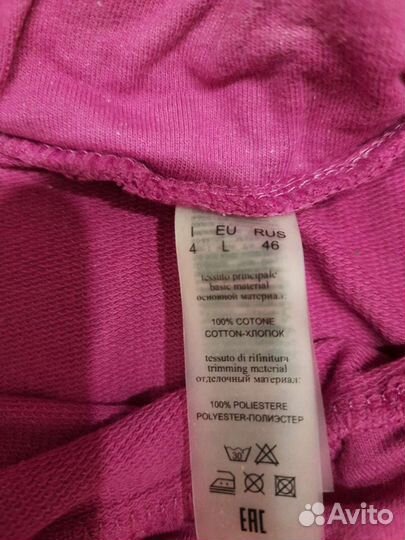 I EU RUS
4 L 46
tessuto principale
basic material
основной материал:
100% COTONE
COTTON-ХЛОПОК
tessuto di rifinitura
trimming material
отделочный материал:
100% POLIESTERE
POLYESTER-ПОЛИЭСТЕР
30
EAC
Avito